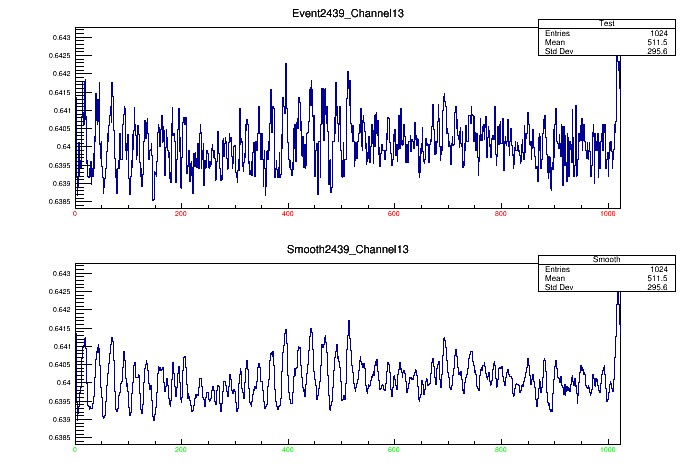 Event2439_Channel13
Test
Entries 1024
Mean 511.5
Std Dev 295.6
0.643
0.6425
0.642
0.6415
0.641
0.6405
0.64
0.6395
0.639
0.6385
0 200 400 600 800 1000
Smooth2439_Channel13
Smooth
Entries 1024
Mean 511.5
Std Dev 295.6
0.643
0.6425
0.642
0.6415
0.641
0.6405
0.64
0.6395
0.639
0.6385
0 200 400 600 800 1000